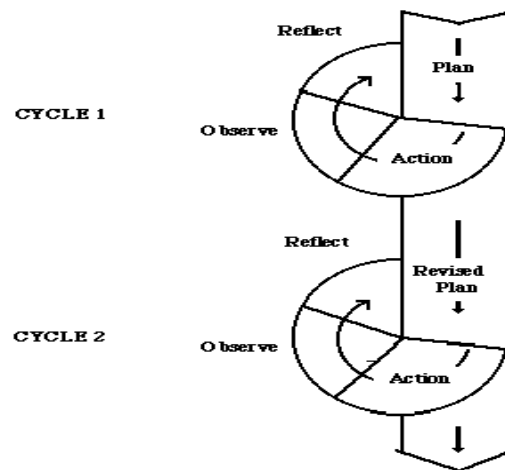 Reflect
Plan
CYCLE 1
Observe
Action
Reflect
Revised
Plan
CYCLE 2
Observe
Action